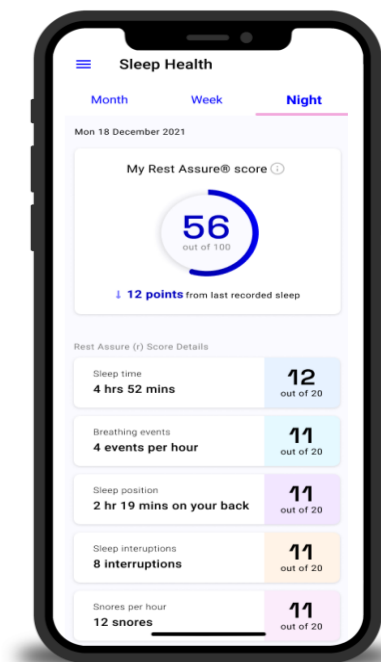 Sleep Health
Month Week Night
Mon 18 December 2021
My Rest Assure® score i
56
out of 100
↓ 12 points from last recorded sleep
Rest Assure (r) Score Details
Sleep time
4 hrs 52 mins
12
out of 20
Breathing events
4 events per hour
11
out of 20
Sleep position
2 hr 19 mins on your back
11
out of 20
Sleep interuptions
8 interruptions
11
out of 20
Snores per hour
12 snores
11
out of 20